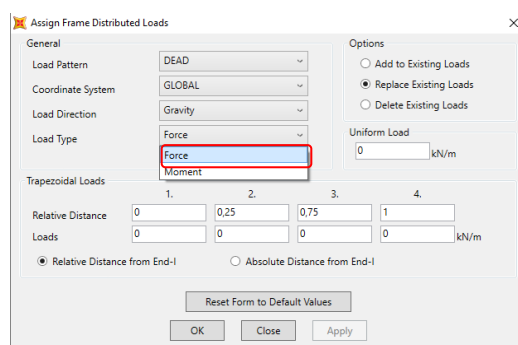 Assign Frame Distributed Loads
General
Load Pattern DEAD
Coordinate System GLOBAL
Load Direction Gravity
Load Type Force
Force
Moment
Options
Add to Existing Loads
Replace Existing Loads
Delete Existing Loads
Uniform Load
0 kN/m
Trapezoidal Loads
1. 2. 3. 4.
Relative Distance 0 0,25 0,75 1
Loads 0 0 0 0 kN/m
Relative Distance from End-I Absolute Distance from End-I
Reset Form to Default Values
OK Close Apply